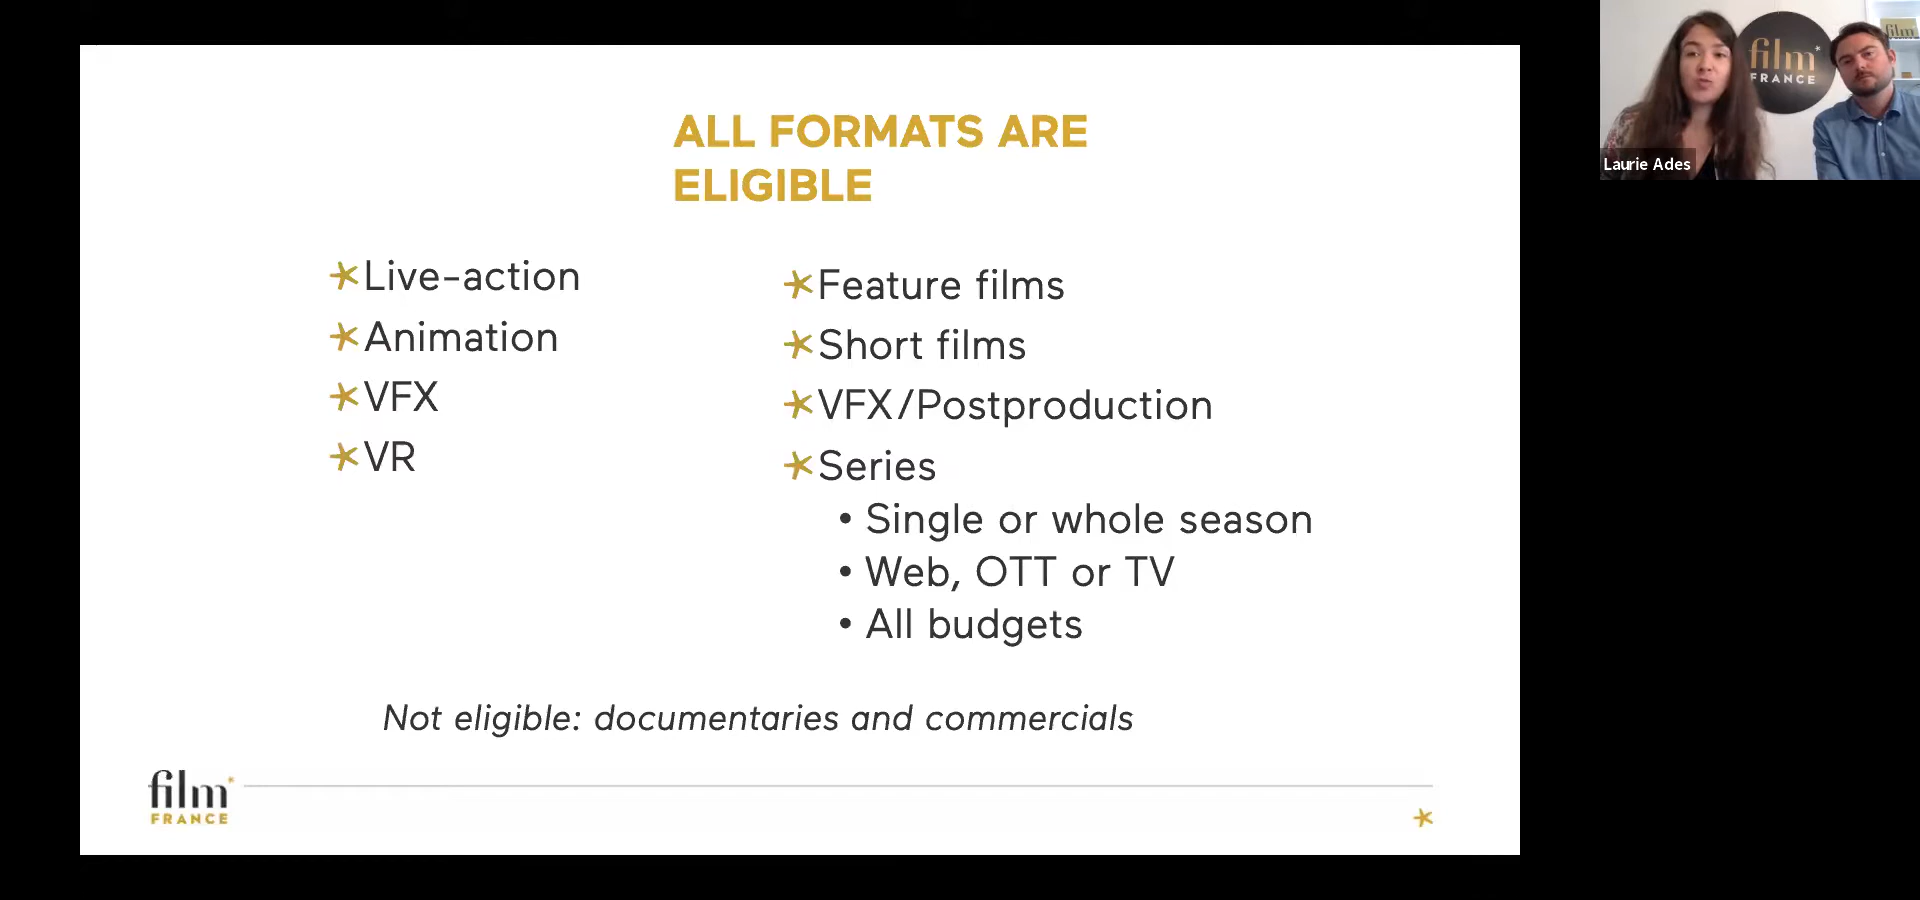 ALL FORMATS ARE
ELIGIBLE
Live-action
Animation
VFX
VR
Feature films
Short films
VFX/Postproduction
Series
• Single or whole season
• Web, OTT or TV
• All budgets
Not eligible: documentaries and commercials
film
FRANCE
film
FRANCE
film
Laurie Ades